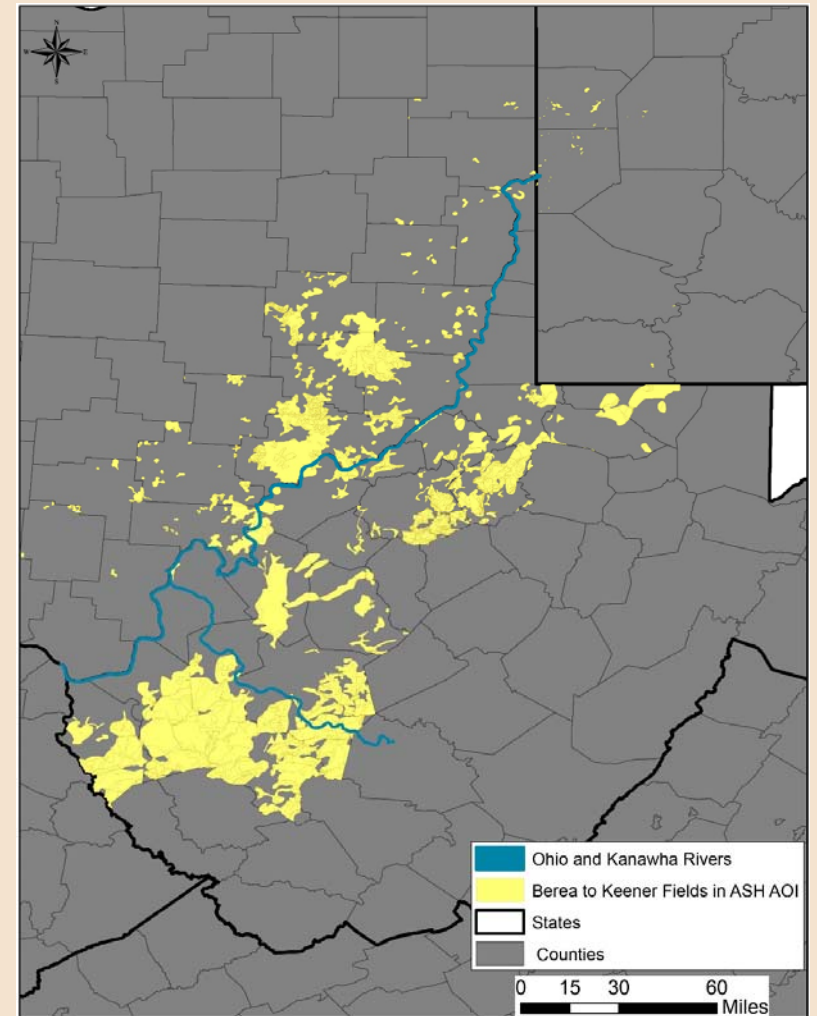 N
W E
S
Ohio and Kanawha Rivers
Berea to Keener Fields in ASH AOI
States
Counties
0 15 30 60
Miles